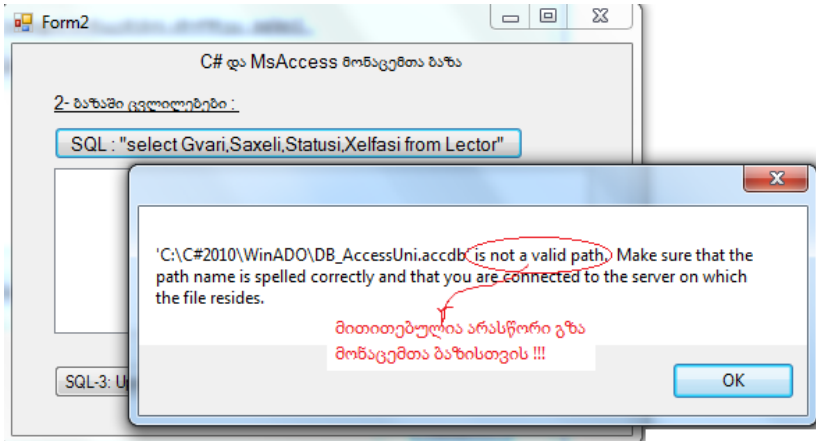 Form2
C# და MsAccess მონაცემთა ბაზა
2- ბაზაში ცვლილებები :
SQL : "select Gvari,Saxeli,Statusi,Xelfasi from Lector"
'C:\C#2010\WinADO\DB_AccessUni.accdb' is not a valid path. Make sure that the
path name is spelled correctly and that you are connected to the server on which
the file resides.
მითითებულია არასწორი გზა
მონაცემთა ბაზისთვის !!!
OK
SQL-3: U